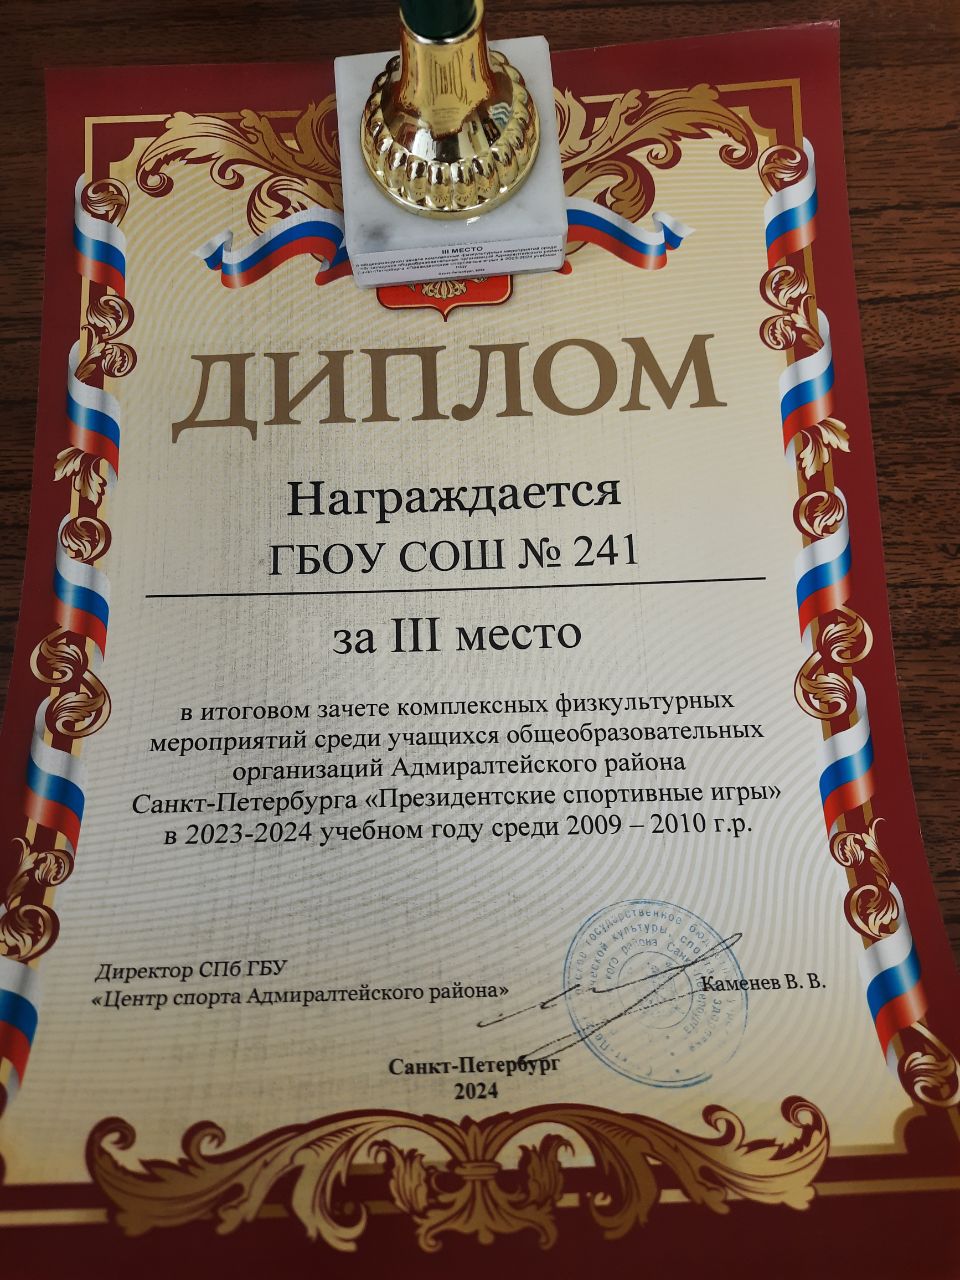 III МЕСТО
ДИПЛОМ
Награждается
ГБОУ СОШ № 241
за III место
в итоговом зачете комплексных физкультурных
мероприятий среди учащихся общеобразовательных
организаций Адмиралтейского района
Санкт-Петербурга «Президентские спортивные игры»
в 2023-2024 учебном году среди 2009 – 2010 г.р.
Директор СПб ГБУ
«Центр спорта Адмиралтейского района»
Каменев В. В.
Санкт-Петербург
2024